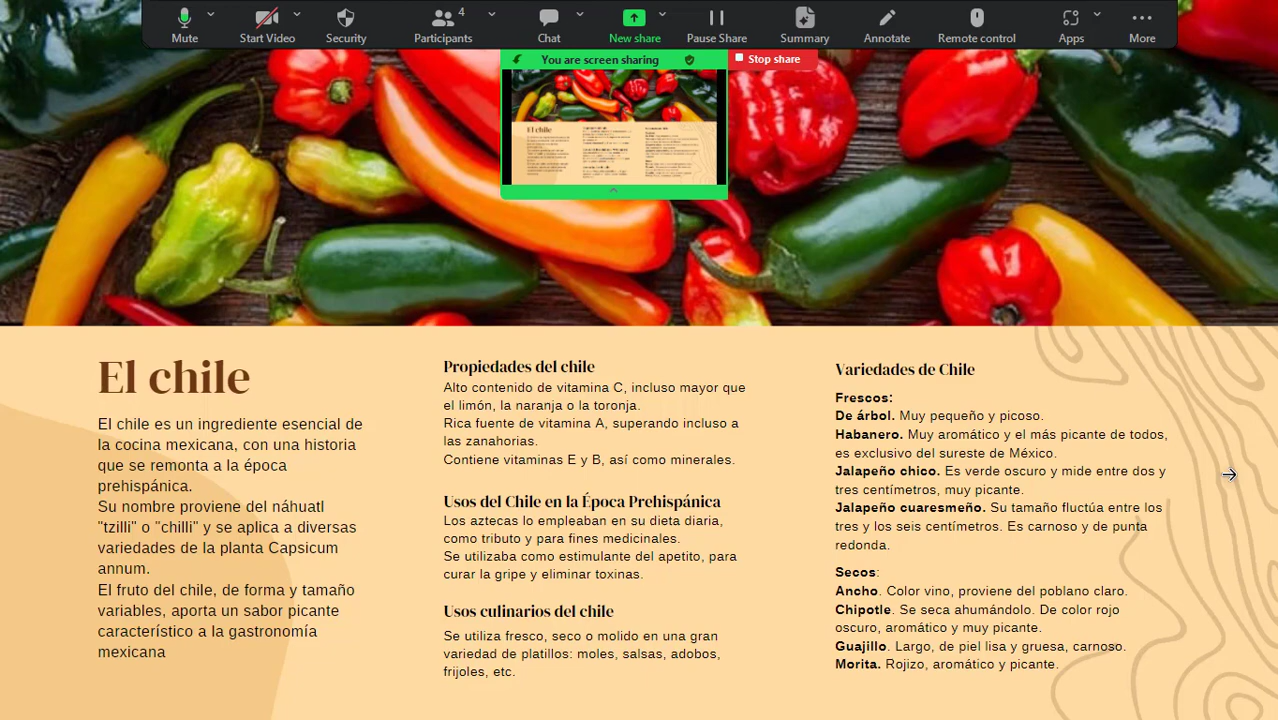 Mute
Start Video
Security
4
Participants
Chat
New share
Pause Share
Summary
Annotate
Remote control
Apps
More
You are screen sharing
Stop share
El chile
El chile es un ingrediente esencial de
la cocina mexicana, con una historia
que se remonta a la época
prehispánica.
Su nombre proviene del náhuatl
"tzilli" o "chilli" y se aplica a diversas
variedades de la planta Capsicum
annum.
El fruto del chile, de forma y tamaño
variables, aporta un sabor picante
característico a la gastronomía
mexicana
Propiedades del chile
Alto contenido de vitamina C, incluso mayor que
el limón, la naranja o la toronja.
Rica fuente de vitamina A, superando incluso a
las zanahorias.
Contiene vitaminas E y B, así como minerales.
Usos del Chile en la Época Prehispánica
Los aztecas lo empleaban en su dieta diaria,
como tributo y para fines medicinales.
Se utilizaba como estimulante del apetito, para
curar la gripe y eliminar toxinas.
Usos culinarios del chile
Se utiliza fresco, seco o molido en una gran
variedad de platillos: moles, salsas, adobos,
frijoles, etc.
Variedades de Chile
Frescos:
De árbol. Muy pequeño y picoso.
Habanero. Muy aromático y el más picante de todos,
es exclusivo del sureste de México.
Jalapeño chico. Es verde oscuro y mide entre dos y
tres centímetros, muy picante.
Jalapeño cuaresmeño. Su tamaño fluctúa entre los
tres y los seis centímetros. Es carnoso y de punta
redonda.
Secos:
Ancho. Color vino, proviene del poblano claro.
Chipotle. Se seca ahumándolo. De color rojo
oscuro, aromático y muy picante.
Guajillo. Largo, de piel lisa y gruesa, carnoso.
Morita. Rojizo, aromático y picante.